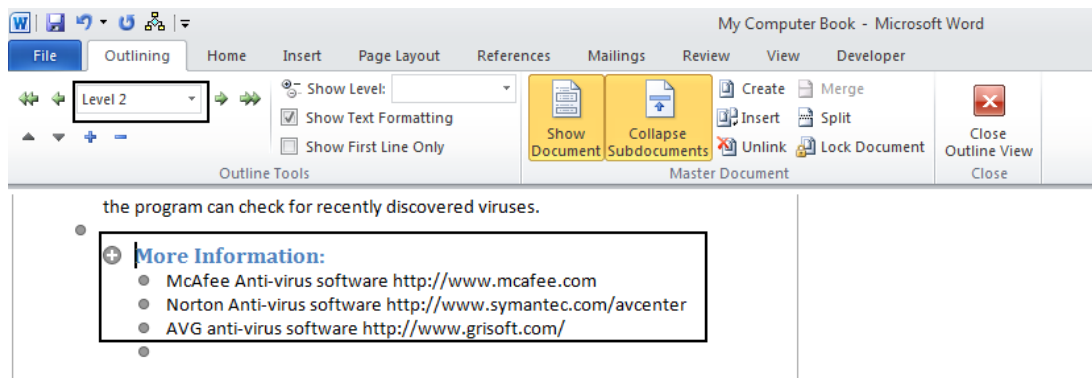 W
My Computer Book - Microsoft Word
File Outlining Home Insert Page Layout References Mailings Review View Developer
Level 2 Show Level: Create Merge
Show Text Formatting Show Document Collapse Subdocuments Insert Split Close Outline View
Show First Line Only Unlink Lock Document
Outline Tools Master Document Close
the program can check for recently discovered viruses.
More Information:
McAfee Anti-virus software http://www.mcafee.com
Norton Anti-virus software http://www.symantec.com/avcenter
AVG anti-virus software http://www.grisoft.com/